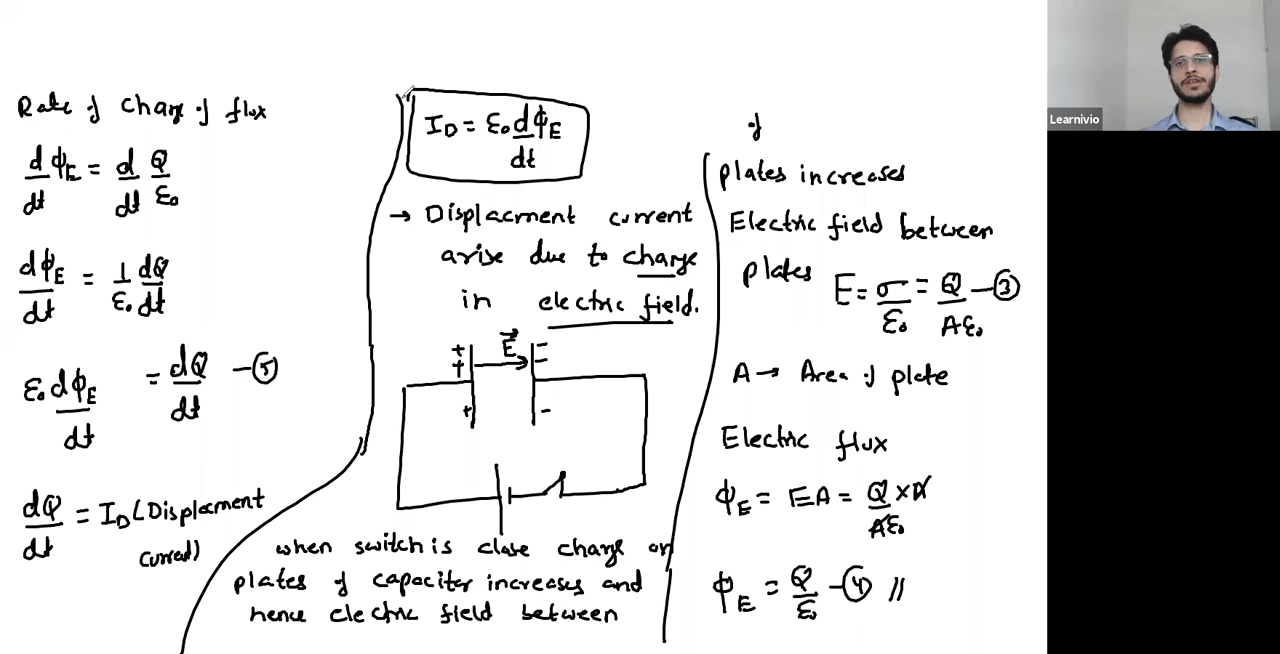 Rate of change of flux
dϕE/dt = d/dt Q/ε₀
dϕE/dt = 1/ε₀ dQ/dt
ε₀ dϕE/dt = dQ/dt —⑤
dQ/dt = ID (Displacment
current)
ID = ε₀ dϕE/dt
→ Displacment current
arise due to change
in electric field.
+ E⃗ −
+ −
+ −
when switch is close charge on
plates of capacitor increases and
hence electric field between
of
plates increases
Electric field between
plates E = σ/ε₀ = Q/Aε₀ —③
A → Area of plate
Electric flux
ϕE = EA = Q/Aε₀ × A
ϕE = Q/ε₀ —④ //
Learnivio